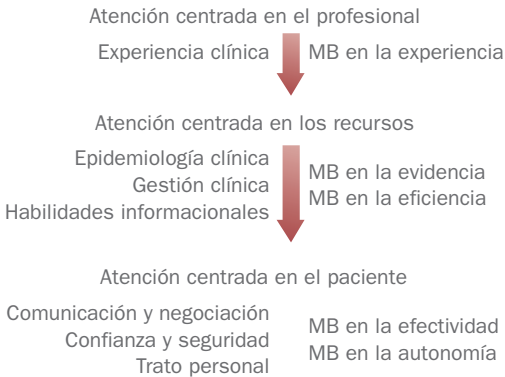 Atención centrada en el profesional
Experiencia clínica MB en la experiencia
Atención centrada en los recursos
Epidemiología clínica
Gestión clínica
Habilidades informacionales
MB en la evidencia
MB en la eficiencia
Atención centrada en el paciente
Comunicación y negociación
Confianza y seguridad
Trato personal
MB en la efectividad
MB en la autonomía